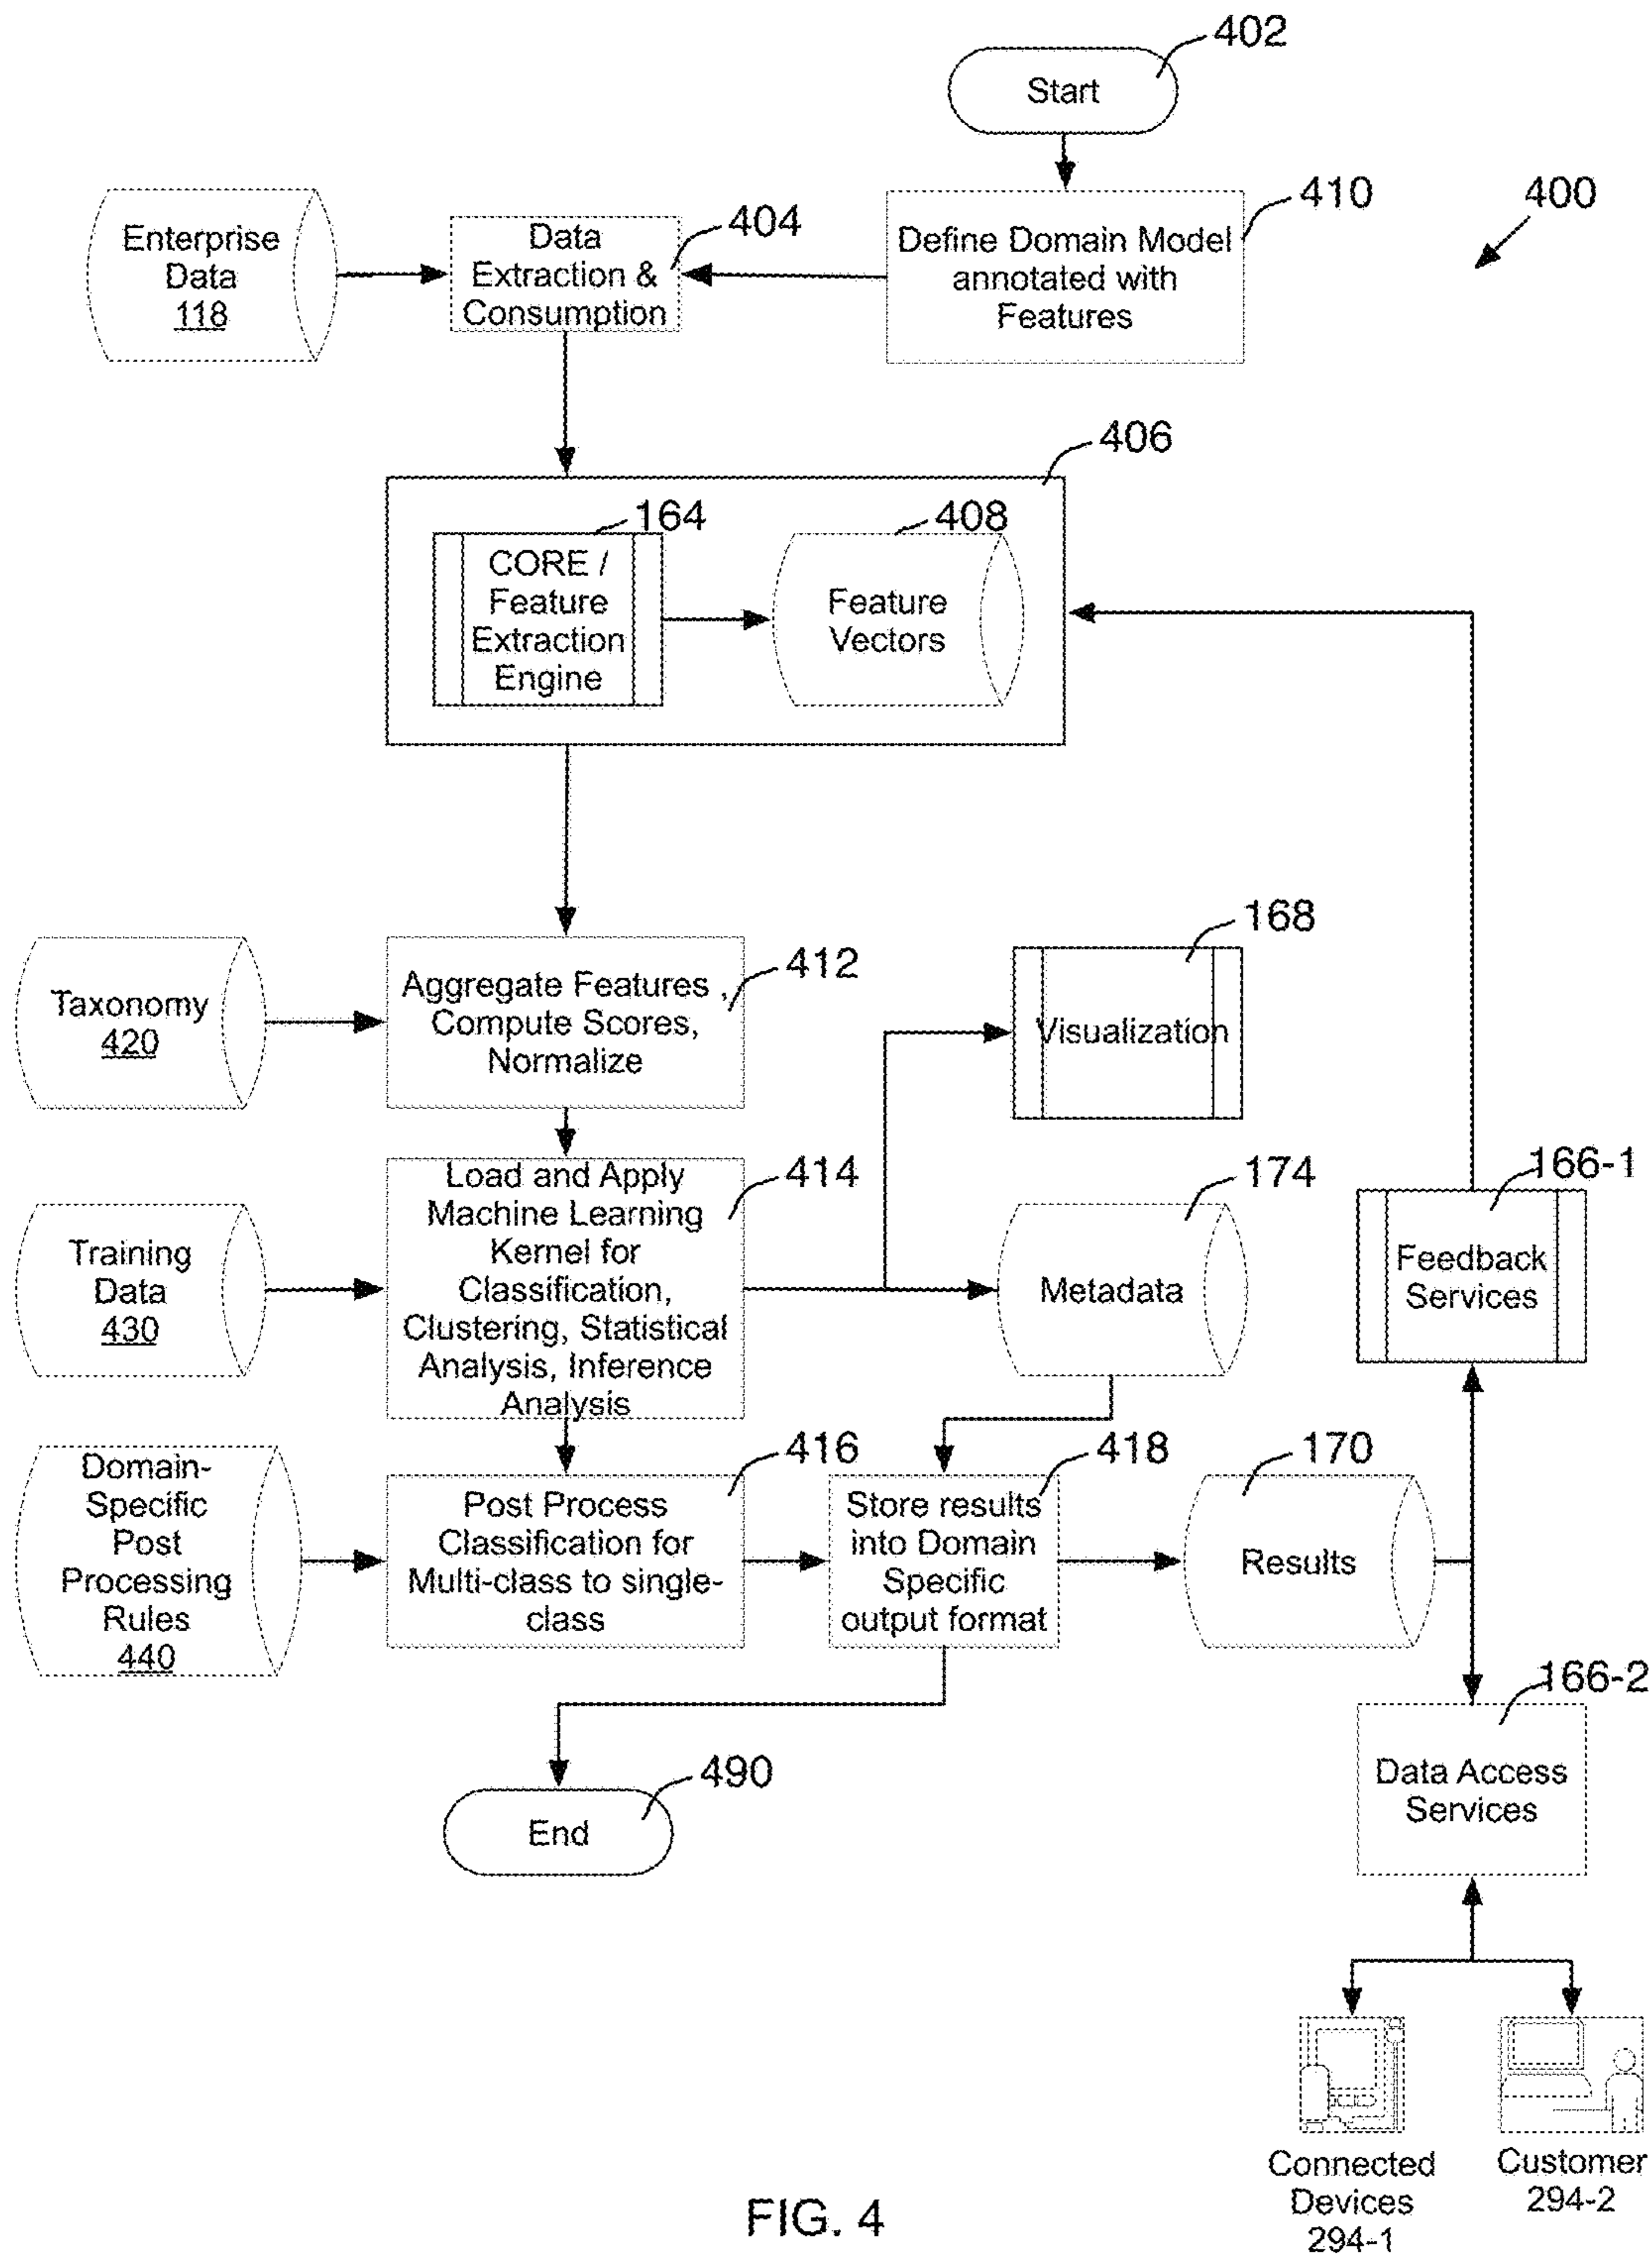 402
Start
410
400
Enterprise
Data
118
404
Data
Extraction &
Consumption
Define Domain Model
annotated with
Features
406
164
408
CORE /
Feature
Extraction
Engine
Feature
Vectors
168
Taxonomy
420
412
Aggregate Features ,
Compute Scores,
Normalize
Visualization
Training
Data
430
414
Load and Apply
Machine Learning
Kernel for
Classification,
Clustering, Statistical
Analysis, Inference
Analysis
174
Metadata
166-1
Feedback
Services
Domain-
Specific
Post
Processing
Rules
440
416
Post Process
Classification for
Multi-class to single-
class
418
Store results
into Domain
Specific
output format
170
Results
166-2
Data Access
Services
490
End
Connected
Devices
294-1
Customer
294-2
FIG. 4